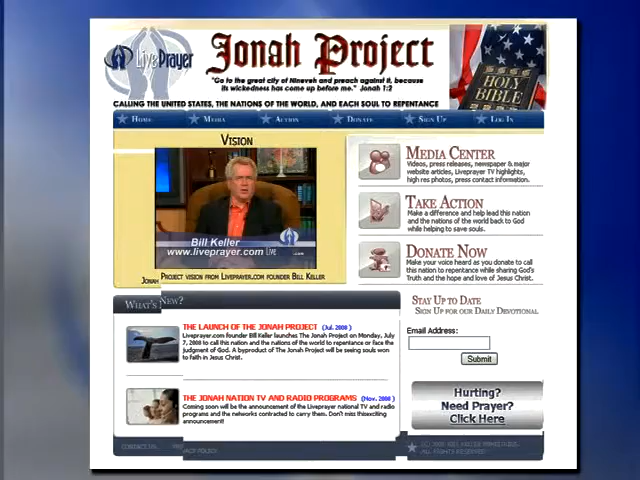 LivePrayer
Jonah Project
"Go to the great city of Nineveh and preach against it, because
its wickedness has come up before me." Jonah 1:2
HOLY
BIBLE
CALLING THE UNITED STATES, THE NATIONS OF THE WORLD, AND EACH SOUL TO REPENTANCE
Home
Media
Action
Donate
Sign Up
Log In
Vision
Bill Keller
www.liveprayer.com LIVE
Jonah Project vision from Liveprayer.com founder Bill Keller
Media Center
Videos, press releases, newspaper & major
website articles, Liveprayer TV highlights,
high res photos, press contact information.
Take Action
Make a difference and help lead this nation
and the nations of the world back to God
while helping to save souls.
Donate Now
Make your voice heard as you donate to call
this nation to repentance while sharing God's
Truth and the hope and love of Jesus Christ.
What's New?
THE LAUNCH OF THE JONAH PROJECT (Jul. 2008)
Liveprayer.com founder Bill Keller launches The Jonah Project on Monday, July
7, 2008 to call this nation and the nations of the world to repentance or face the
judgment of God. A byproduct of The Jonah Project will be seeing souls won
to faith in Jesus Christ.
THE JONAH NATION TV AND RADIO PROGRAMS (Nov. 2008)
Coming soon will be the announcement of the Liveprayer national TV and radio
programs and the networks contracted to carry them. Don't miss thisexciting
announcement!
Stay Up to Date
Sign Up for our Daily Devotional
Email Address:
Submit
Hurting?
Need Prayer?
Click Here
ALL RIGHTS RESERVED